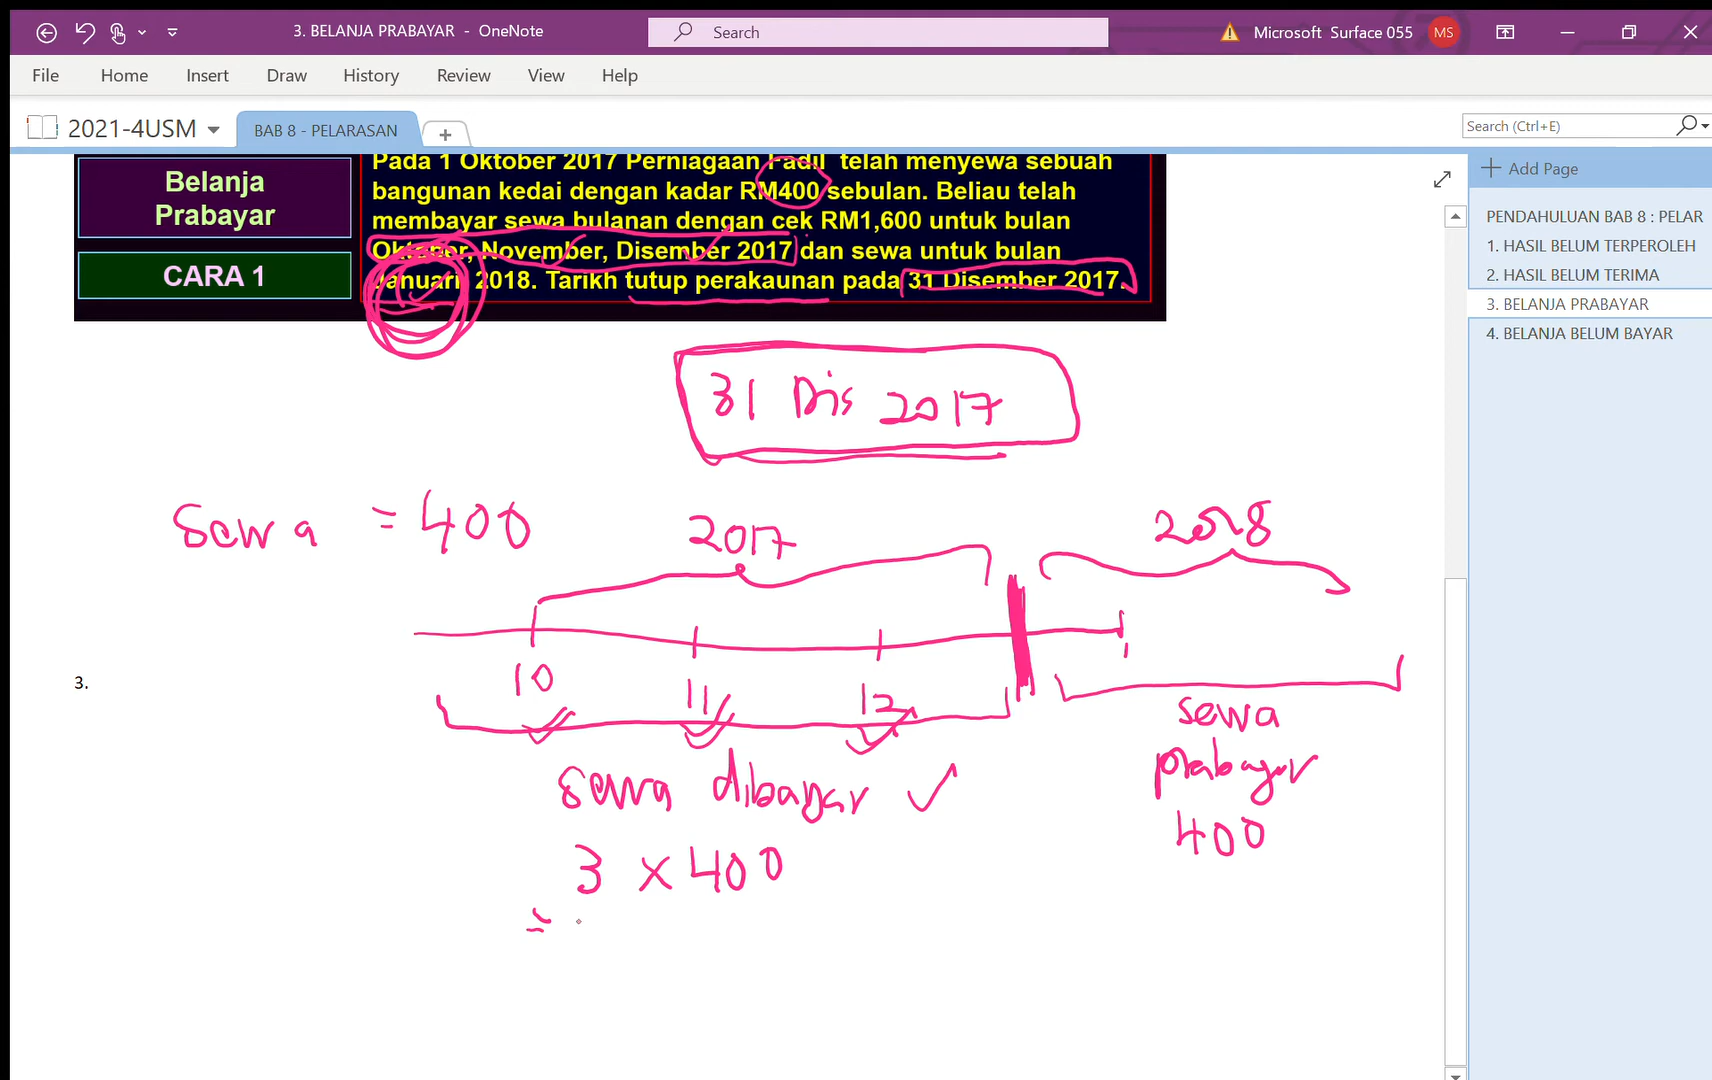 3. BELANJA PRABAYAR - OneNote
Search
Microsoft Surface 055
MS
File Home Insert Draw History Review View Help
2021-4USM
BAB 8 - PELARASAN
+
Search (Ctrl+E)
Belanja
Prabayar
CARA 1
Pada 1 Oktober 2017 Perniagaan Fadil telah menyewa sebuah
bangunan kedai dengan kadar RM400 sebulan. Beliau telah
membayar sewa bulanan dengan cek RM1,600 untuk bulan
Oktober, November, Disember 2017 dan sewa untuk bulan
Januari 2018. Tarikh tutup perakaunan pada 31 Disember 2017.
Add Page
PENDAHULUAN BAB 8 : PELAR
1. HASIL BELUM TERPEROLEH
2. HASIL BELUM TERIMA
3. BELANJA PRABAYAR
4. BELANJA BELUM BAYAR
31 Dis 2017
Sewa = 400
2017
2018
10 11 12 1
3.
sewa dibayar ✓
3 x 400
=
sewa
prabayar
400